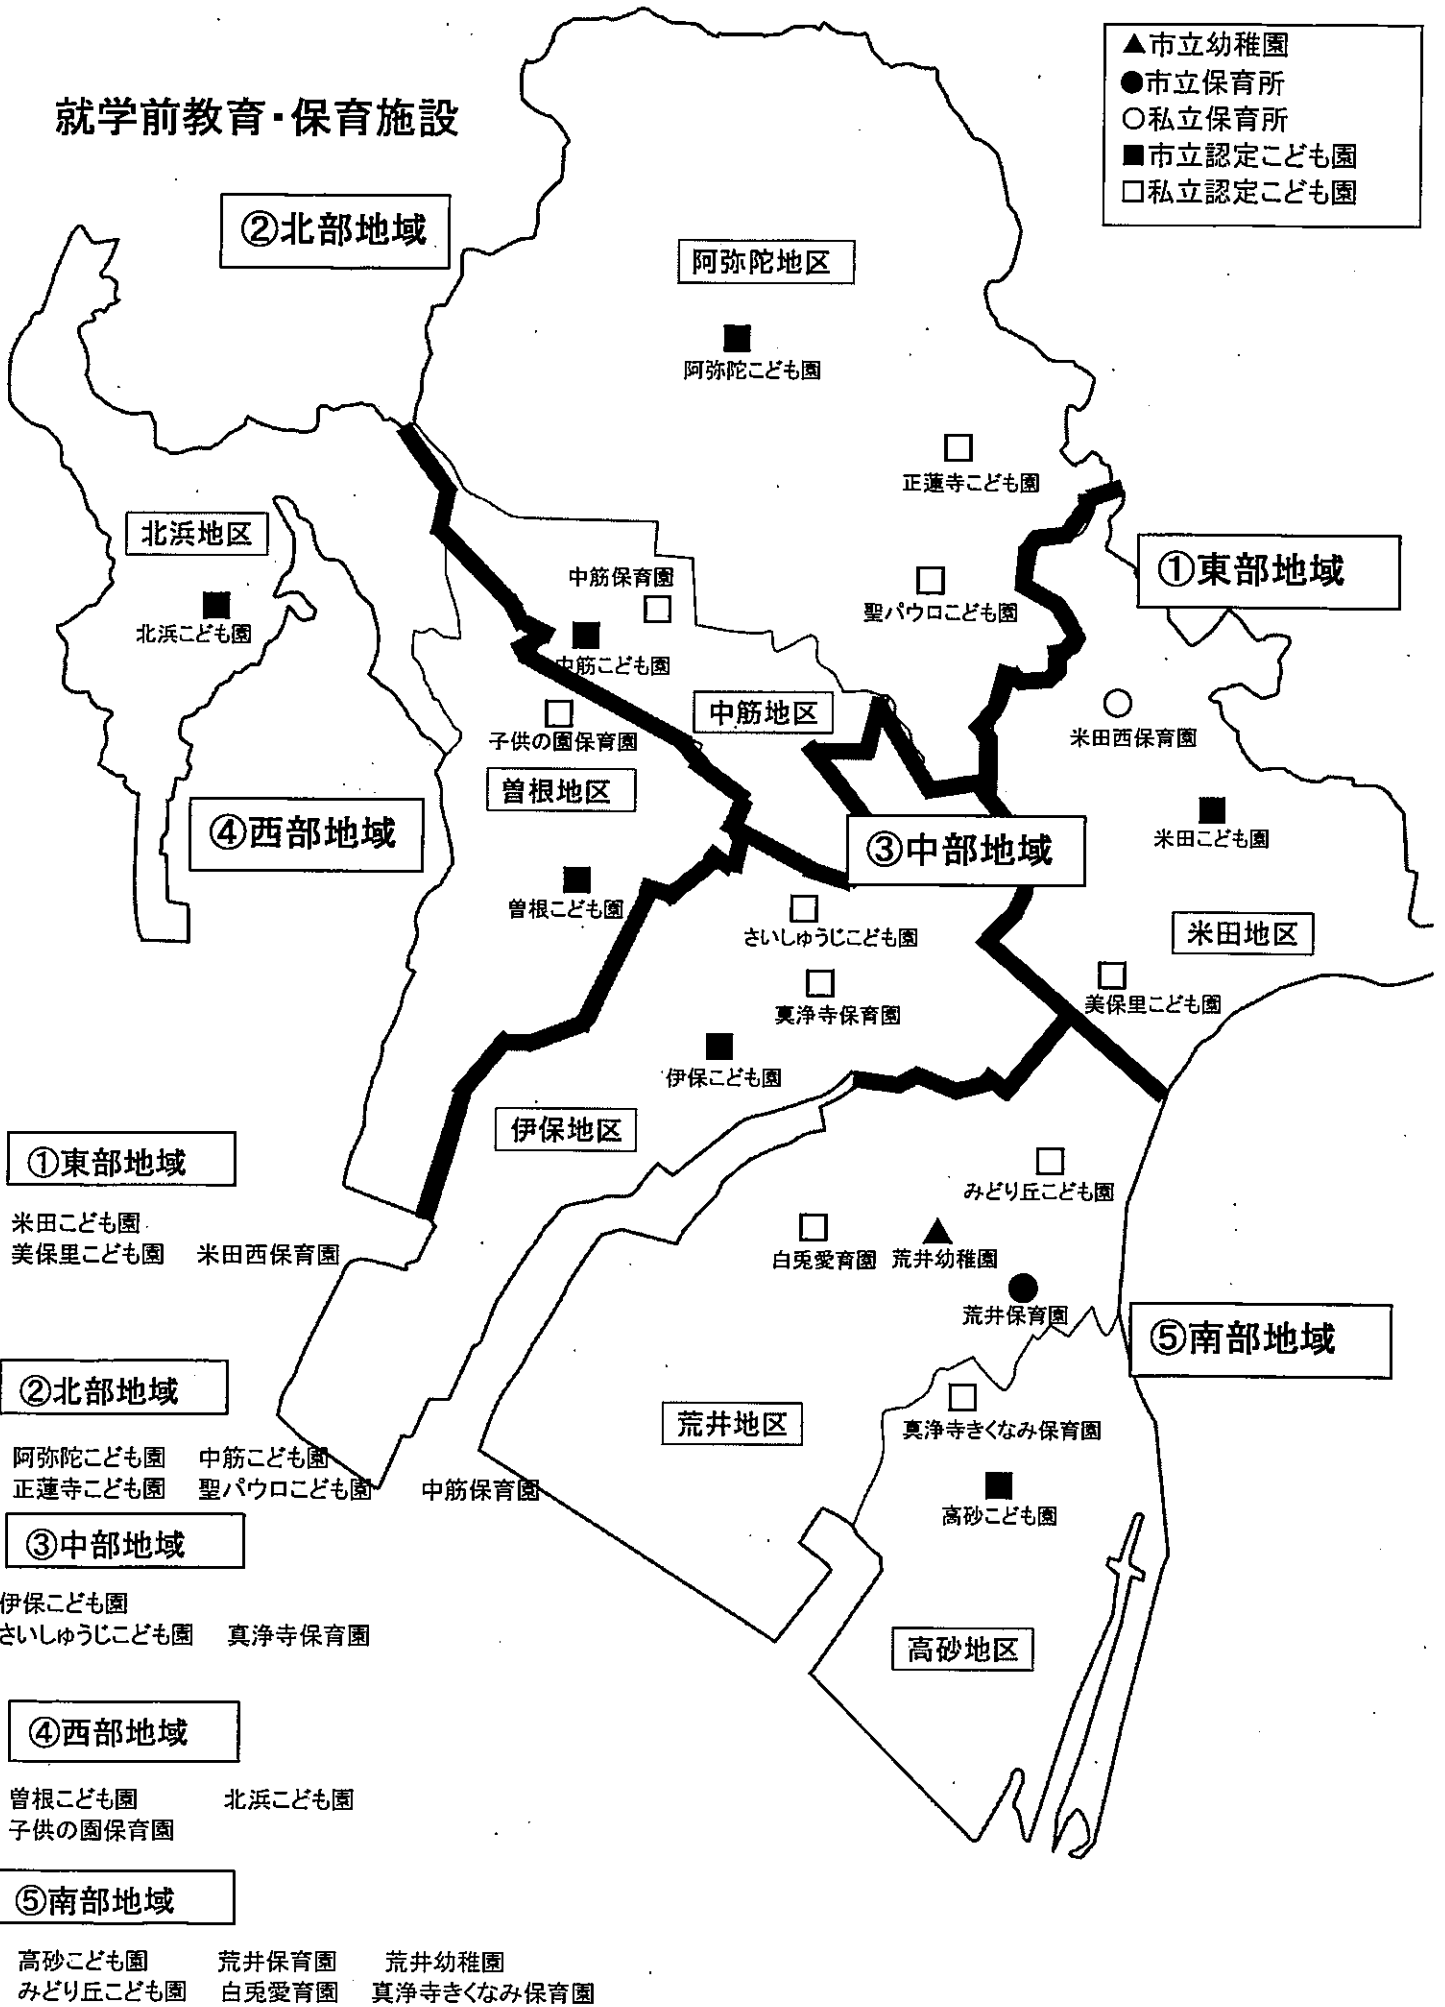 就学前教育・保育施設
▲市立幼稚園
●市立保育所
○私立保育所
■市立認定こども園
□私立認定こども園
②北部地域
阿弥陀地区
阿弥陀こども園
正蓮寺こども園
北浜地区
①東部地域
中筋保育園
聖パウロこども園
北浜こども園
中筋こども園
中筋地区
米田西保育園
子供の園保育園
曽根地区
④西部地域
③中部地域
米田こども園
曽根こども園
さいしゅうじこども園
米田地区
美保里こども園
真浄寺保育園
伊保こども園
伊保地区
みどり丘こども園
白兎愛育園
荒井幼稚園
荒井保育園
⑤南部地域
荒井地区
真浄寺きくなみ保育園
高砂こども園
高砂地区
①東部地域
米田こども園
美保里こども園 米田西保育園
②北部地域
阿弥陀こども園 中筋こども園
正蓮寺こども園 聖パウロこども園 中筋保育園
③中部地域
伊保こども園
さいしゅうじこども園 真浄寺保育園
④西部地域
曽根こども園 北浜こども園
子供の園保育園
⑤南部地域
高砂こども園 荒井保育園 荒井幼稚園
みどり丘こども園 白兎愛育園 真浄寺きくなみ保育園